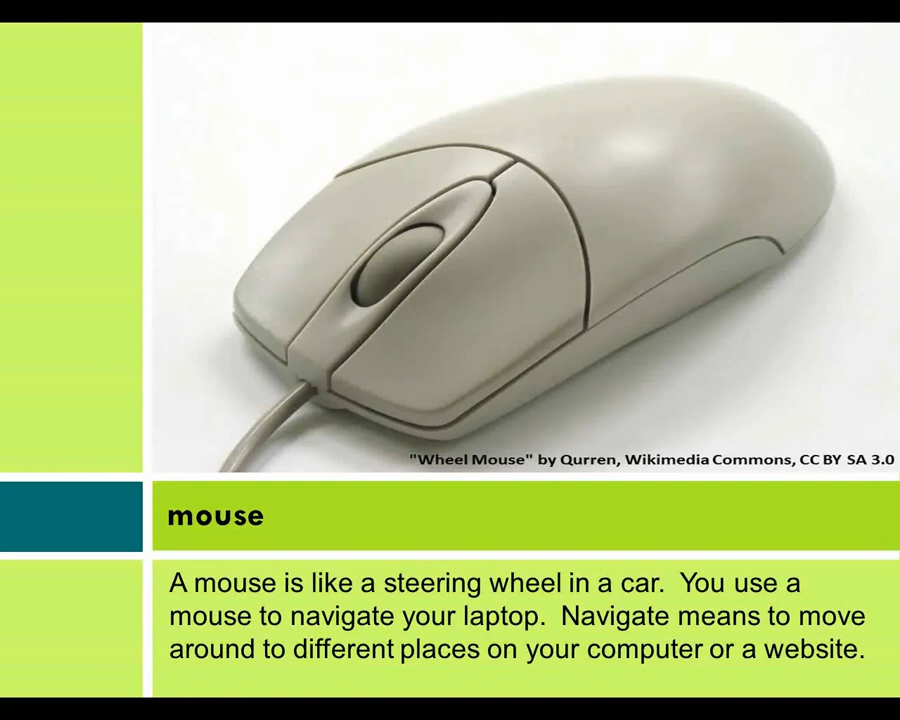 "Wheel Mouse" by Qurren, Wikimedia Commons, CC BY SA 3.0
mouse
A mouse is like a steering wheel in a car.  You use a
mouse to navigate your laptop.  Navigate means to move
around to different places on your computer or a website.